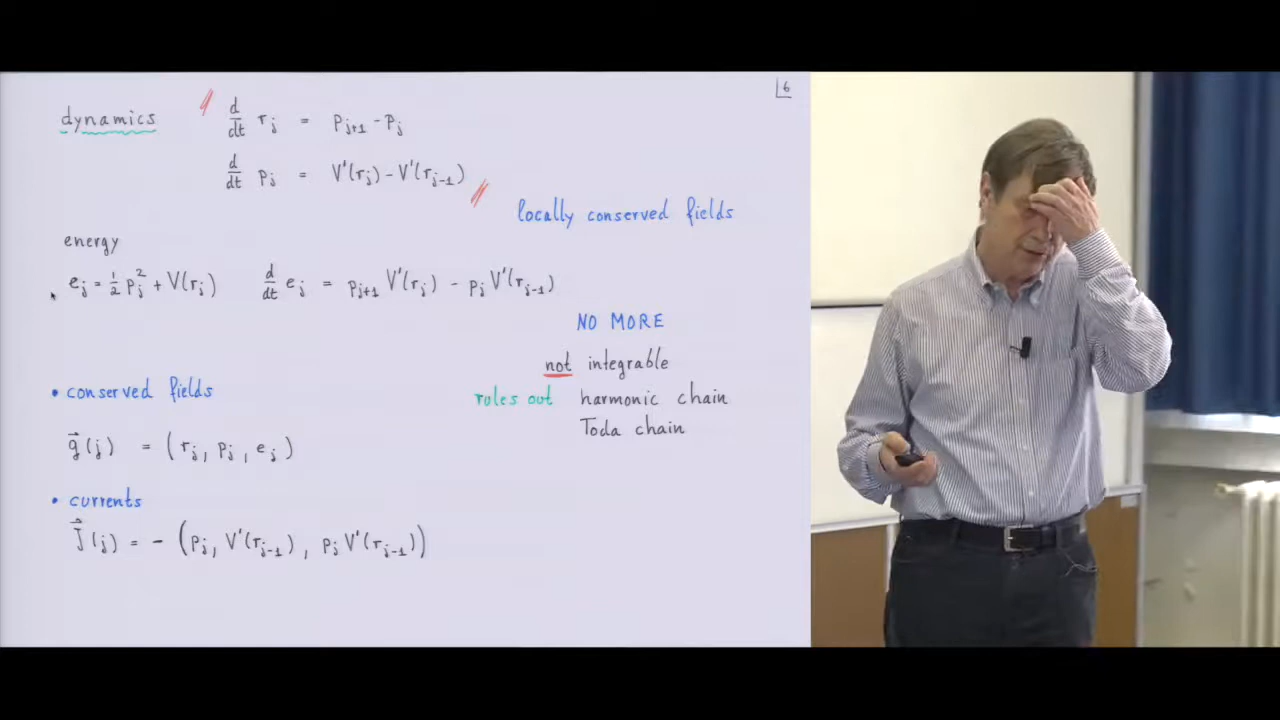 6
dynamics
d/dt r_j = p_{j+1} - p_j
d/dt p_j = V'(r_j) - V'(r_{j-1})
locally conserved fields
energy
e_j = 1/2 p_j^2 + V(r_j)   d/dt e_j = p_{j+1} V'(r_j) - p_j V'(r_{j-1})
NO MORE
not integrable
• conserved fields
rules out harmonic chain
Toda chain
g⃗(j) = (r_j, p_j, e_j)
• currents
J⃗(j) = - (p_j, V'(r_{j-1}), p_j V'(r_{j-1}))